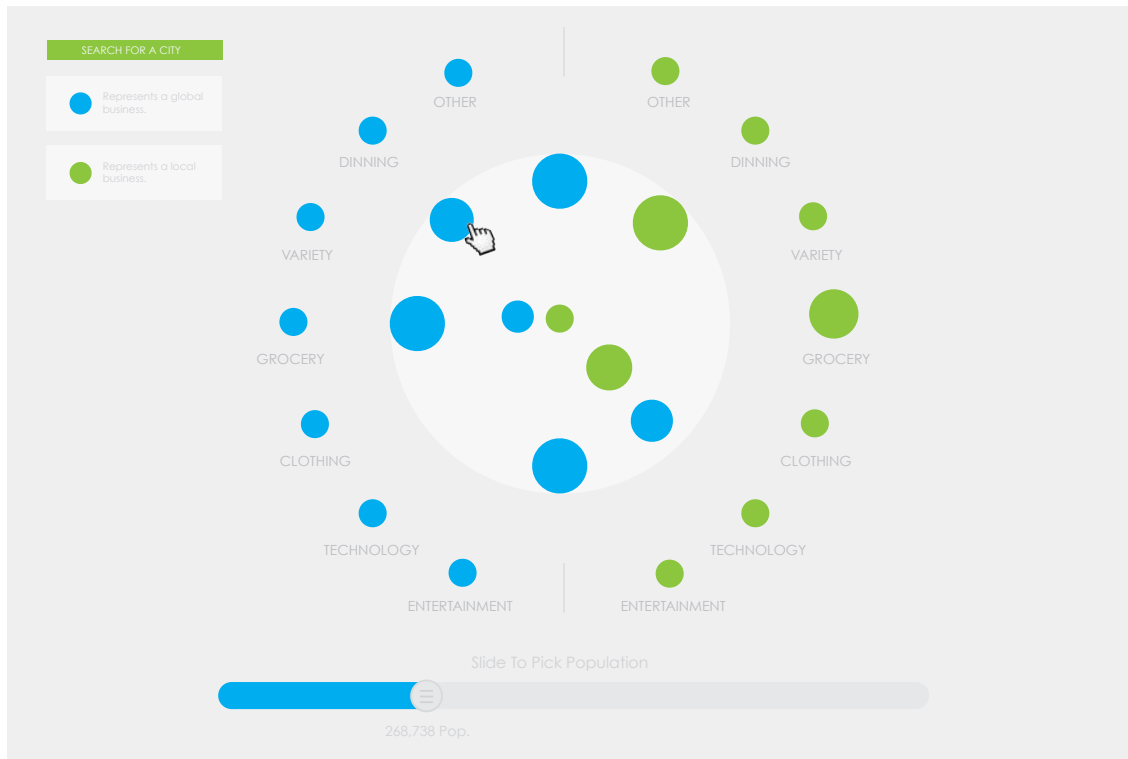 SEARCH FOR A CITY
Represents a global
business.
Represents a local
business.
OTHER
OTHER
DINNING
DINNING
VARIETY
VARIETY
GROCERY
GROCERY
CLOTHING
CLOTHING
TECHNOLOGY
TECHNOLOGY
ENTERTAINMENT
ENTERTAINMENT
Slide To Pick Population
268,738 Pop.